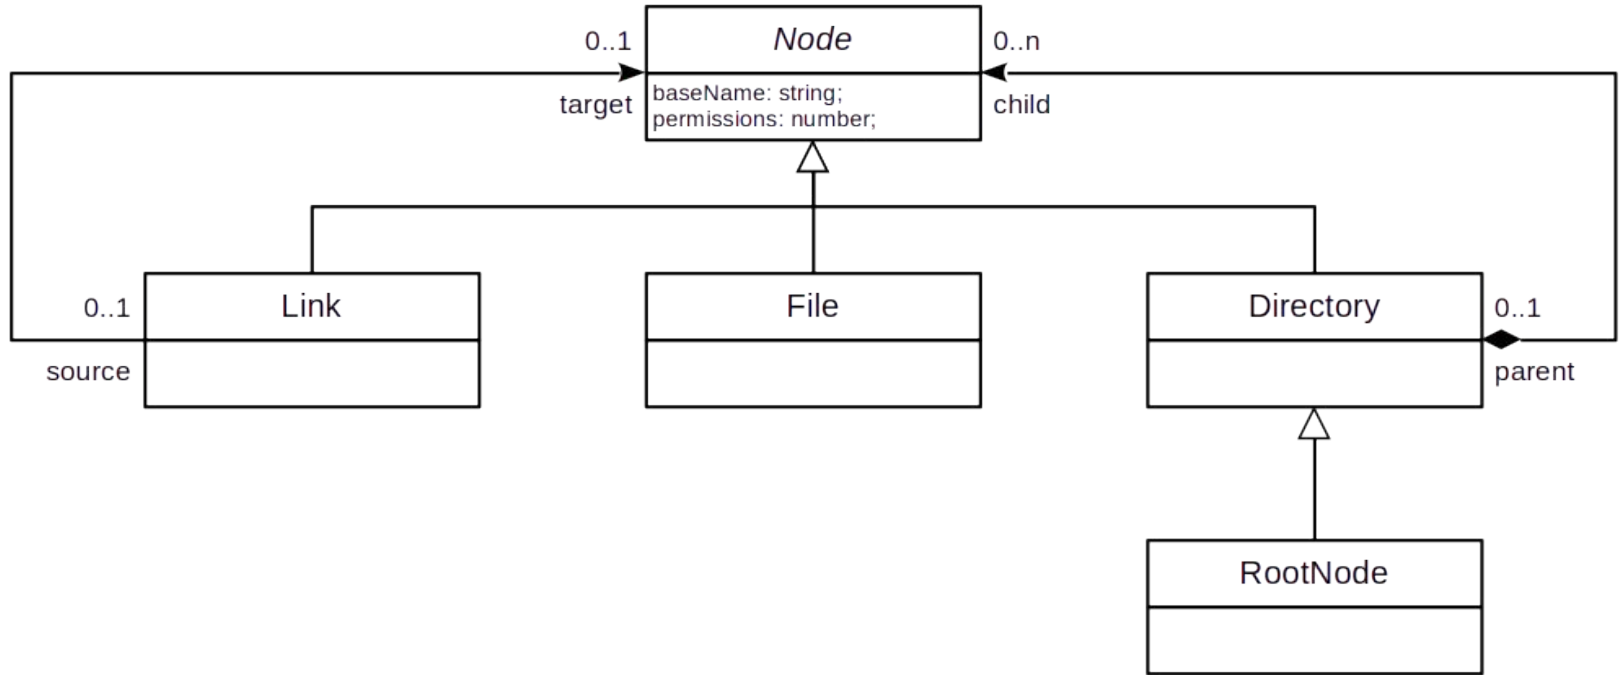 0..1
Node
0..n
target
baseName: string;
permissions: number;
child
0..1
Link
File
Directory
0..1
source
parent
RootNode